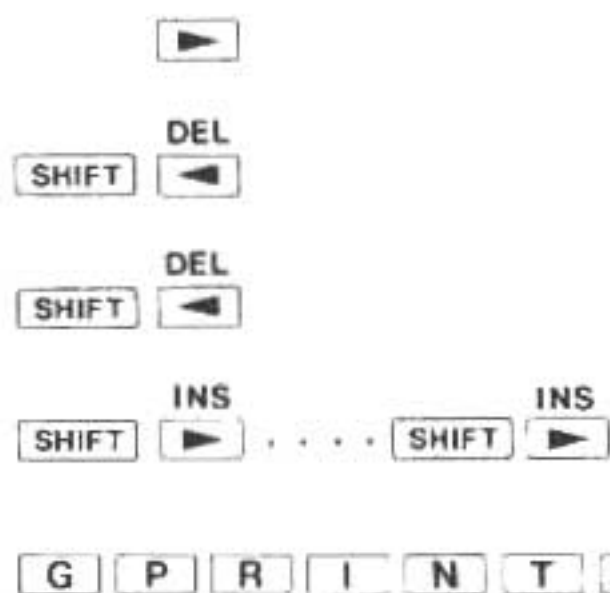 ►
DEL
SHIFT ◄
DEL
SHIFT ◄
INS INS
SHIFT ► . . . . SHIFT ►
G P R I N T